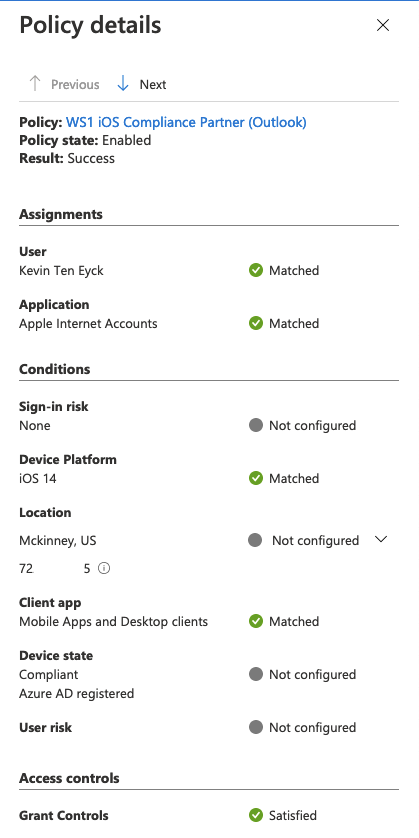 Policy details
Previous Next
Policy: WS1 iOS Compliance Partner (Outlook)
Policy state: Enabled
Result: Success
Assignments
User
Kevin Ten Eyck Matched
Application
Apple Internet Accounts Matched
Conditions
Sign-in risk
None Not configured
Device Platform
iOS 14 Matched
Location
Mckinney, US Not configured
72 5
Client app
Mobile Apps and Desktop clients Matched
Device state
Compliant Not configured
Azure AD registered
User risk Not configured
Access controls
Grant Controls Satisfied